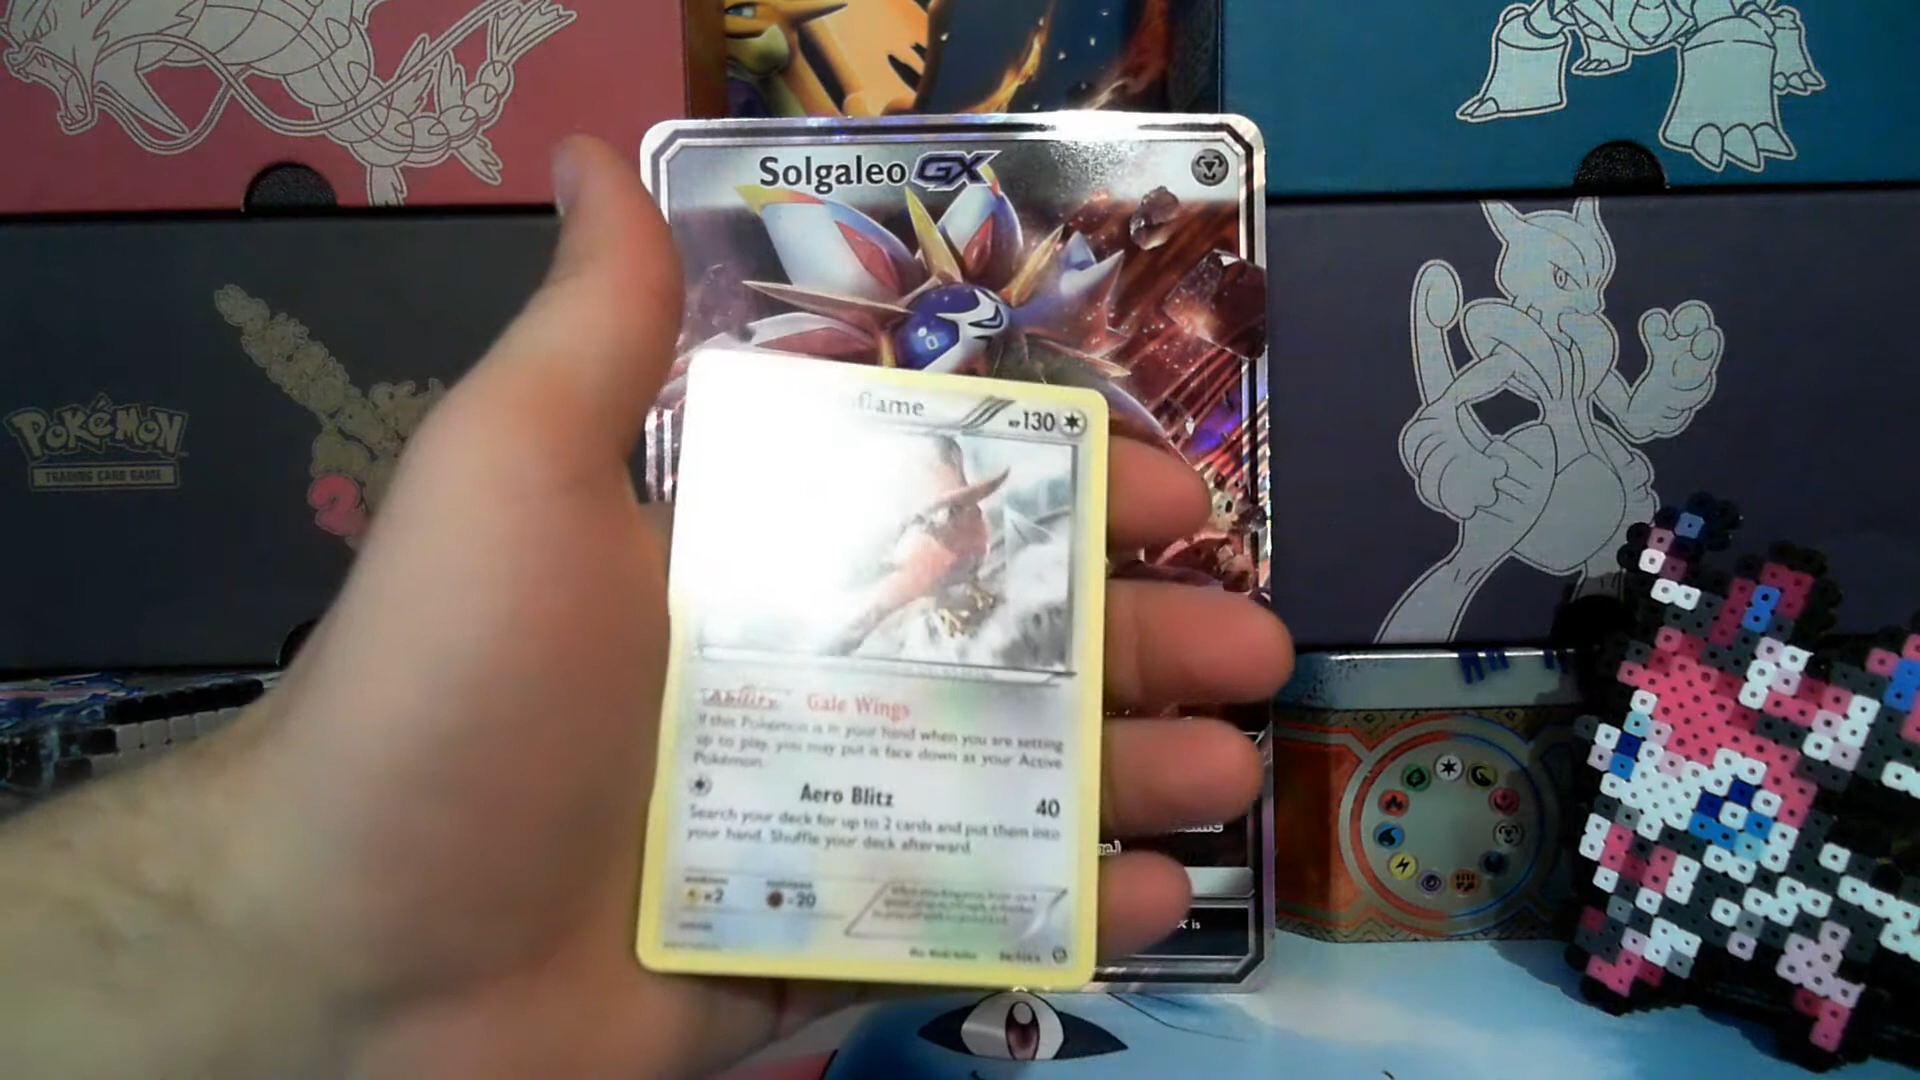 Solgaleo GX
POKéMON
TRADING CARD GAME
flame HP130
Ability Gale Wings
If this Pokémon is in your hand when you are setting
up to play, you may put it face down as your Active
Pokémon.
Aero Blitz 40
Search your deck for up to 2 cards and put them into
your hand. Shuffle your deck afterward.
weakness
×2
resistance
-20
is